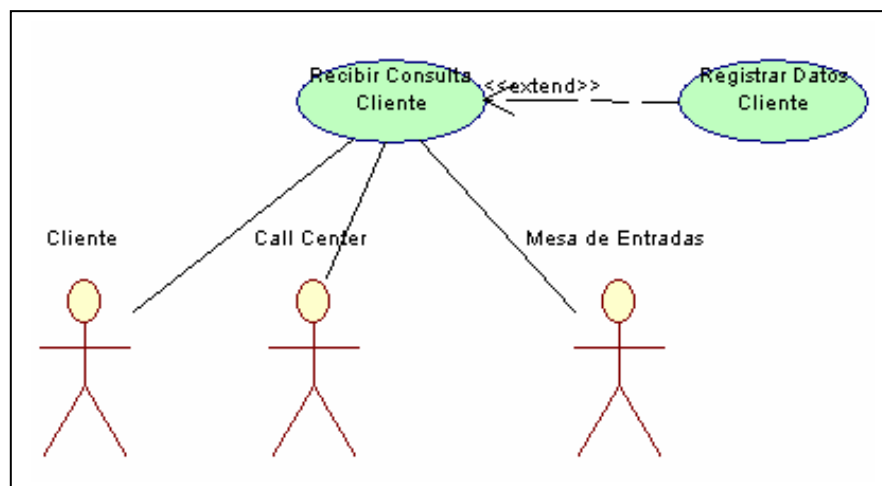 Recibir Consulta
Cliente
<<extend>>
Registrar Datos
Cliente
Cliente
Call Center
Mesa de Entradas